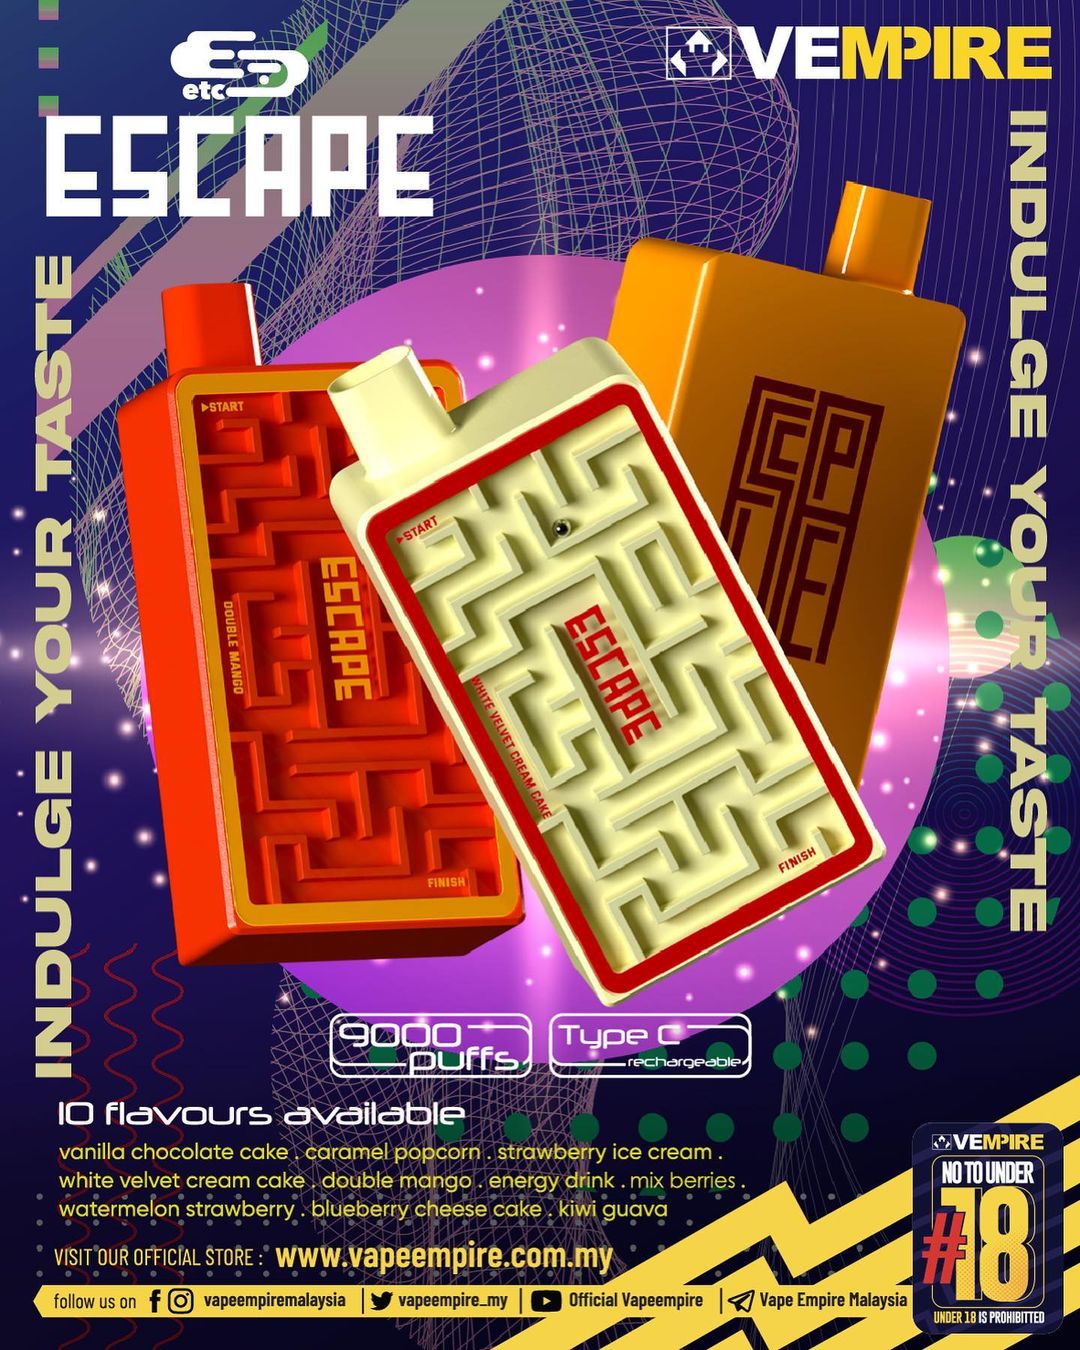 etc
ESCAPE
VEMPIRE
INDULGE YOUR TASTE
INDULGE YOUR TASTE
START
ESCAPE
DOUBLE MANGO
FINISH
START
ESCAPE
WHITE VELVET CREAM CAKE
FINISH
ESCAPE
9000
puffs
Type C
rechargeable
10 flavours available
vanilla chocolate cake . caramel popcorn . strawberry ice cream .
white velvet cream cake . double mango . energy drink . mix berries .
watermelon strawberry . blueberry cheese cake . kiwi guava
VISIT OUR OFFICIAL STORE : www.vapeempire.com.my
follow us on vapeempiremalaysia | vapeempire_my | Official Vapeempire | Vape Empire Malaysia
VEMPIRE
NO TO UNDER
#18
UNDER 18 IS PROHIBITTED